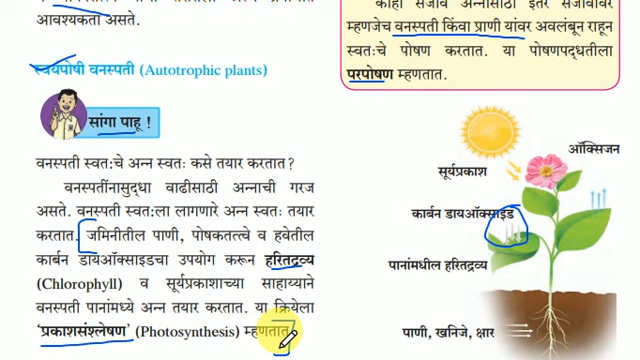 आवश्यकता असते.
स्वयंपोषी वनस्पती (Autotrophic plants)
सांगा पाहू !
वनस्पती स्वतःचे अन्न स्वतः कसे तयार करतात ?
वनस्पतींनासुद्धा वाढीसाठी अन्नाची गरज
असते. वनस्पती स्वतःला लागणारे अन्न स्वतः तयार
करतात. जमिनीतील पाणी, पोषकतत्त्वे व हवेतील
कार्बन डायऑक्साइडचा उपयोग करून हरितद्रव्य
(Chlorophyll) व सूर्यप्रकाशाच्या साहाय्याने
वनस्पती पानांमध्ये अन्न तयार करतात. या क्रियेला
‘प्रकाशसंश्लेषण’ (Photosynthesis) म्हणतात.
काही सजीव अन्नासाठी इतर सजीवांवर
म्हणजेच वनस्पती किंवा प्राणी यांवर अवलंबून राहून
स्वतःचे पोषण करतात. या पोषणपद्धतीला
परपोषण म्हणतात.
ऑक्सिजन
सूर्यप्रकाश
कार्बन डायऑक्साइड
पानांमधील हरितद्रव्य
पाणी, खनिजे, क्षार